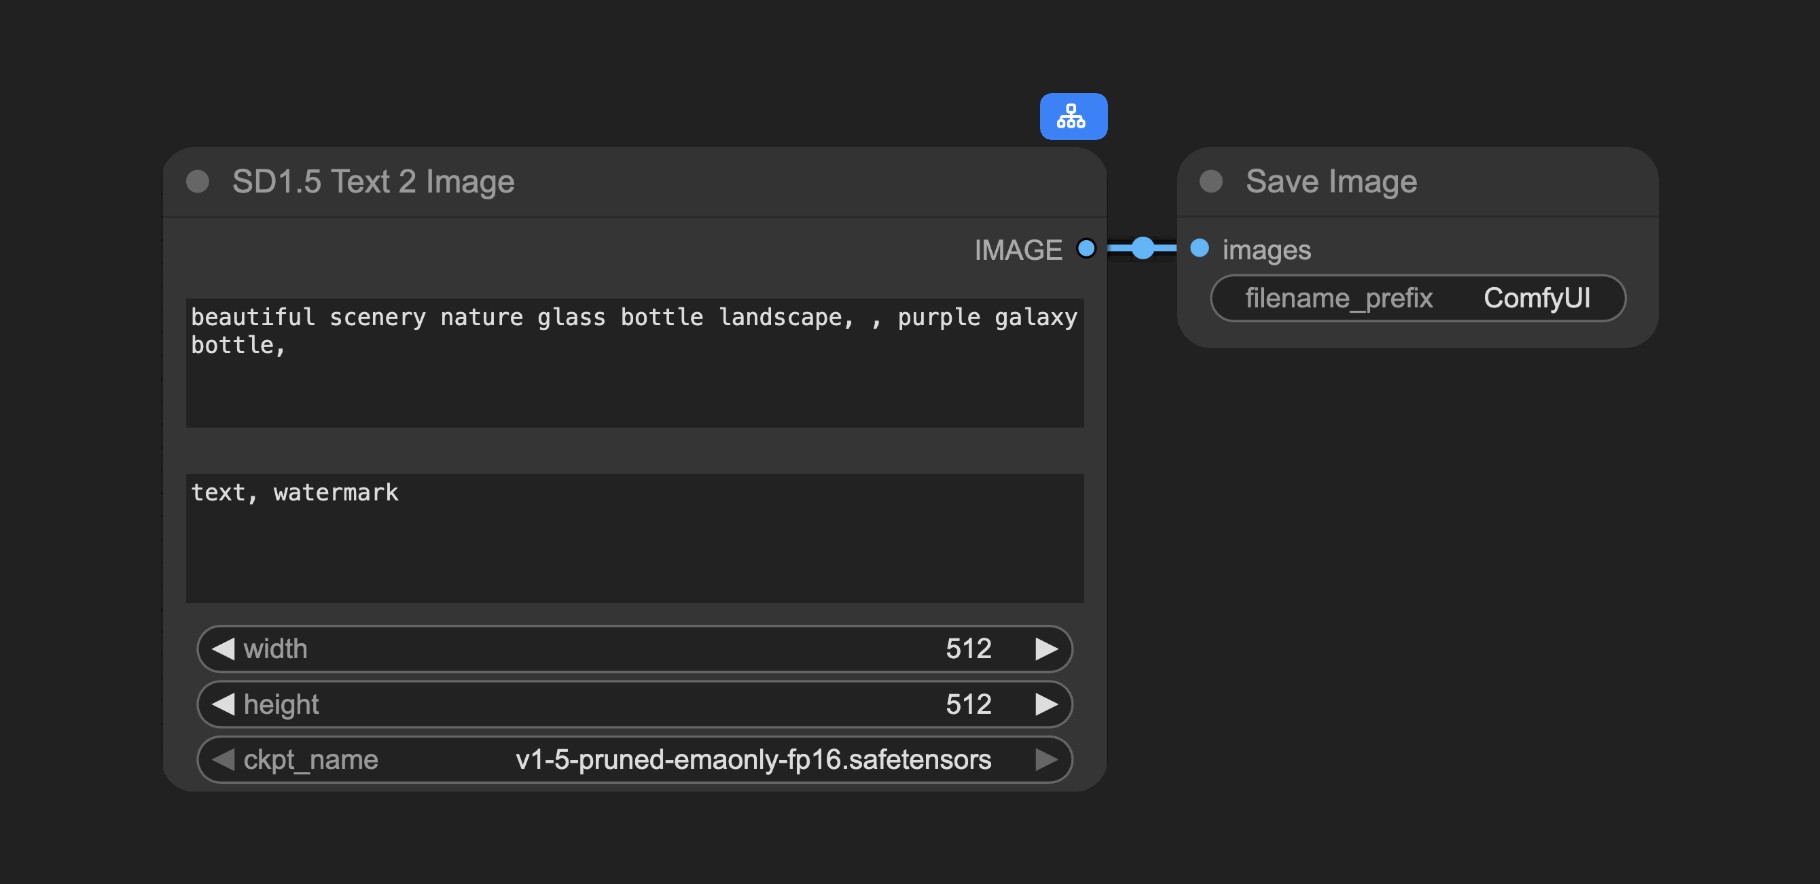 SD1.5 Text 2 Image
IMAGE
beautiful scenery nature glass bottle landscape, , purple galaxy
bottle,
text, watermark
width 512
height 512
ckpt_name v1-5-pruned-emaonly-fp16.safetensors
Save Image
images
filename_prefix ComfyUI